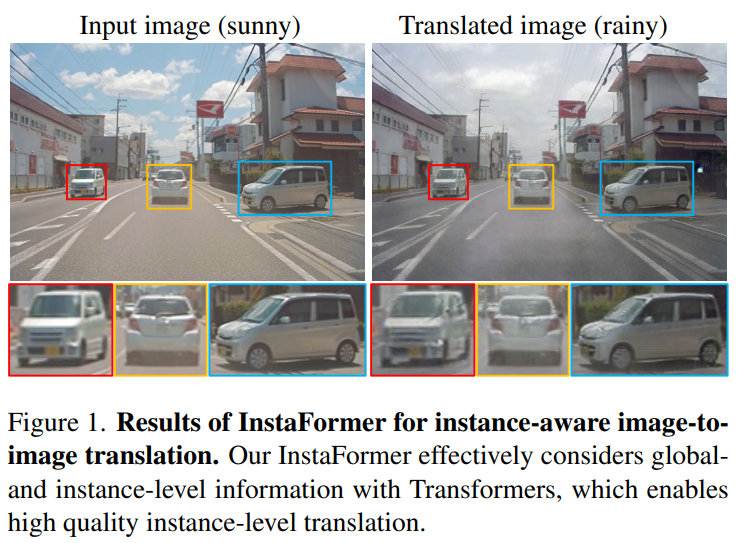 Input image (sunny)
Translated image (rainy)
Figure 1. Results of InstaFormer for instance-aware image-to-
image translation. Our InstaFormer effectively considers global-
and instance-level information with Transformers, which enables
high quality instance-level translation.